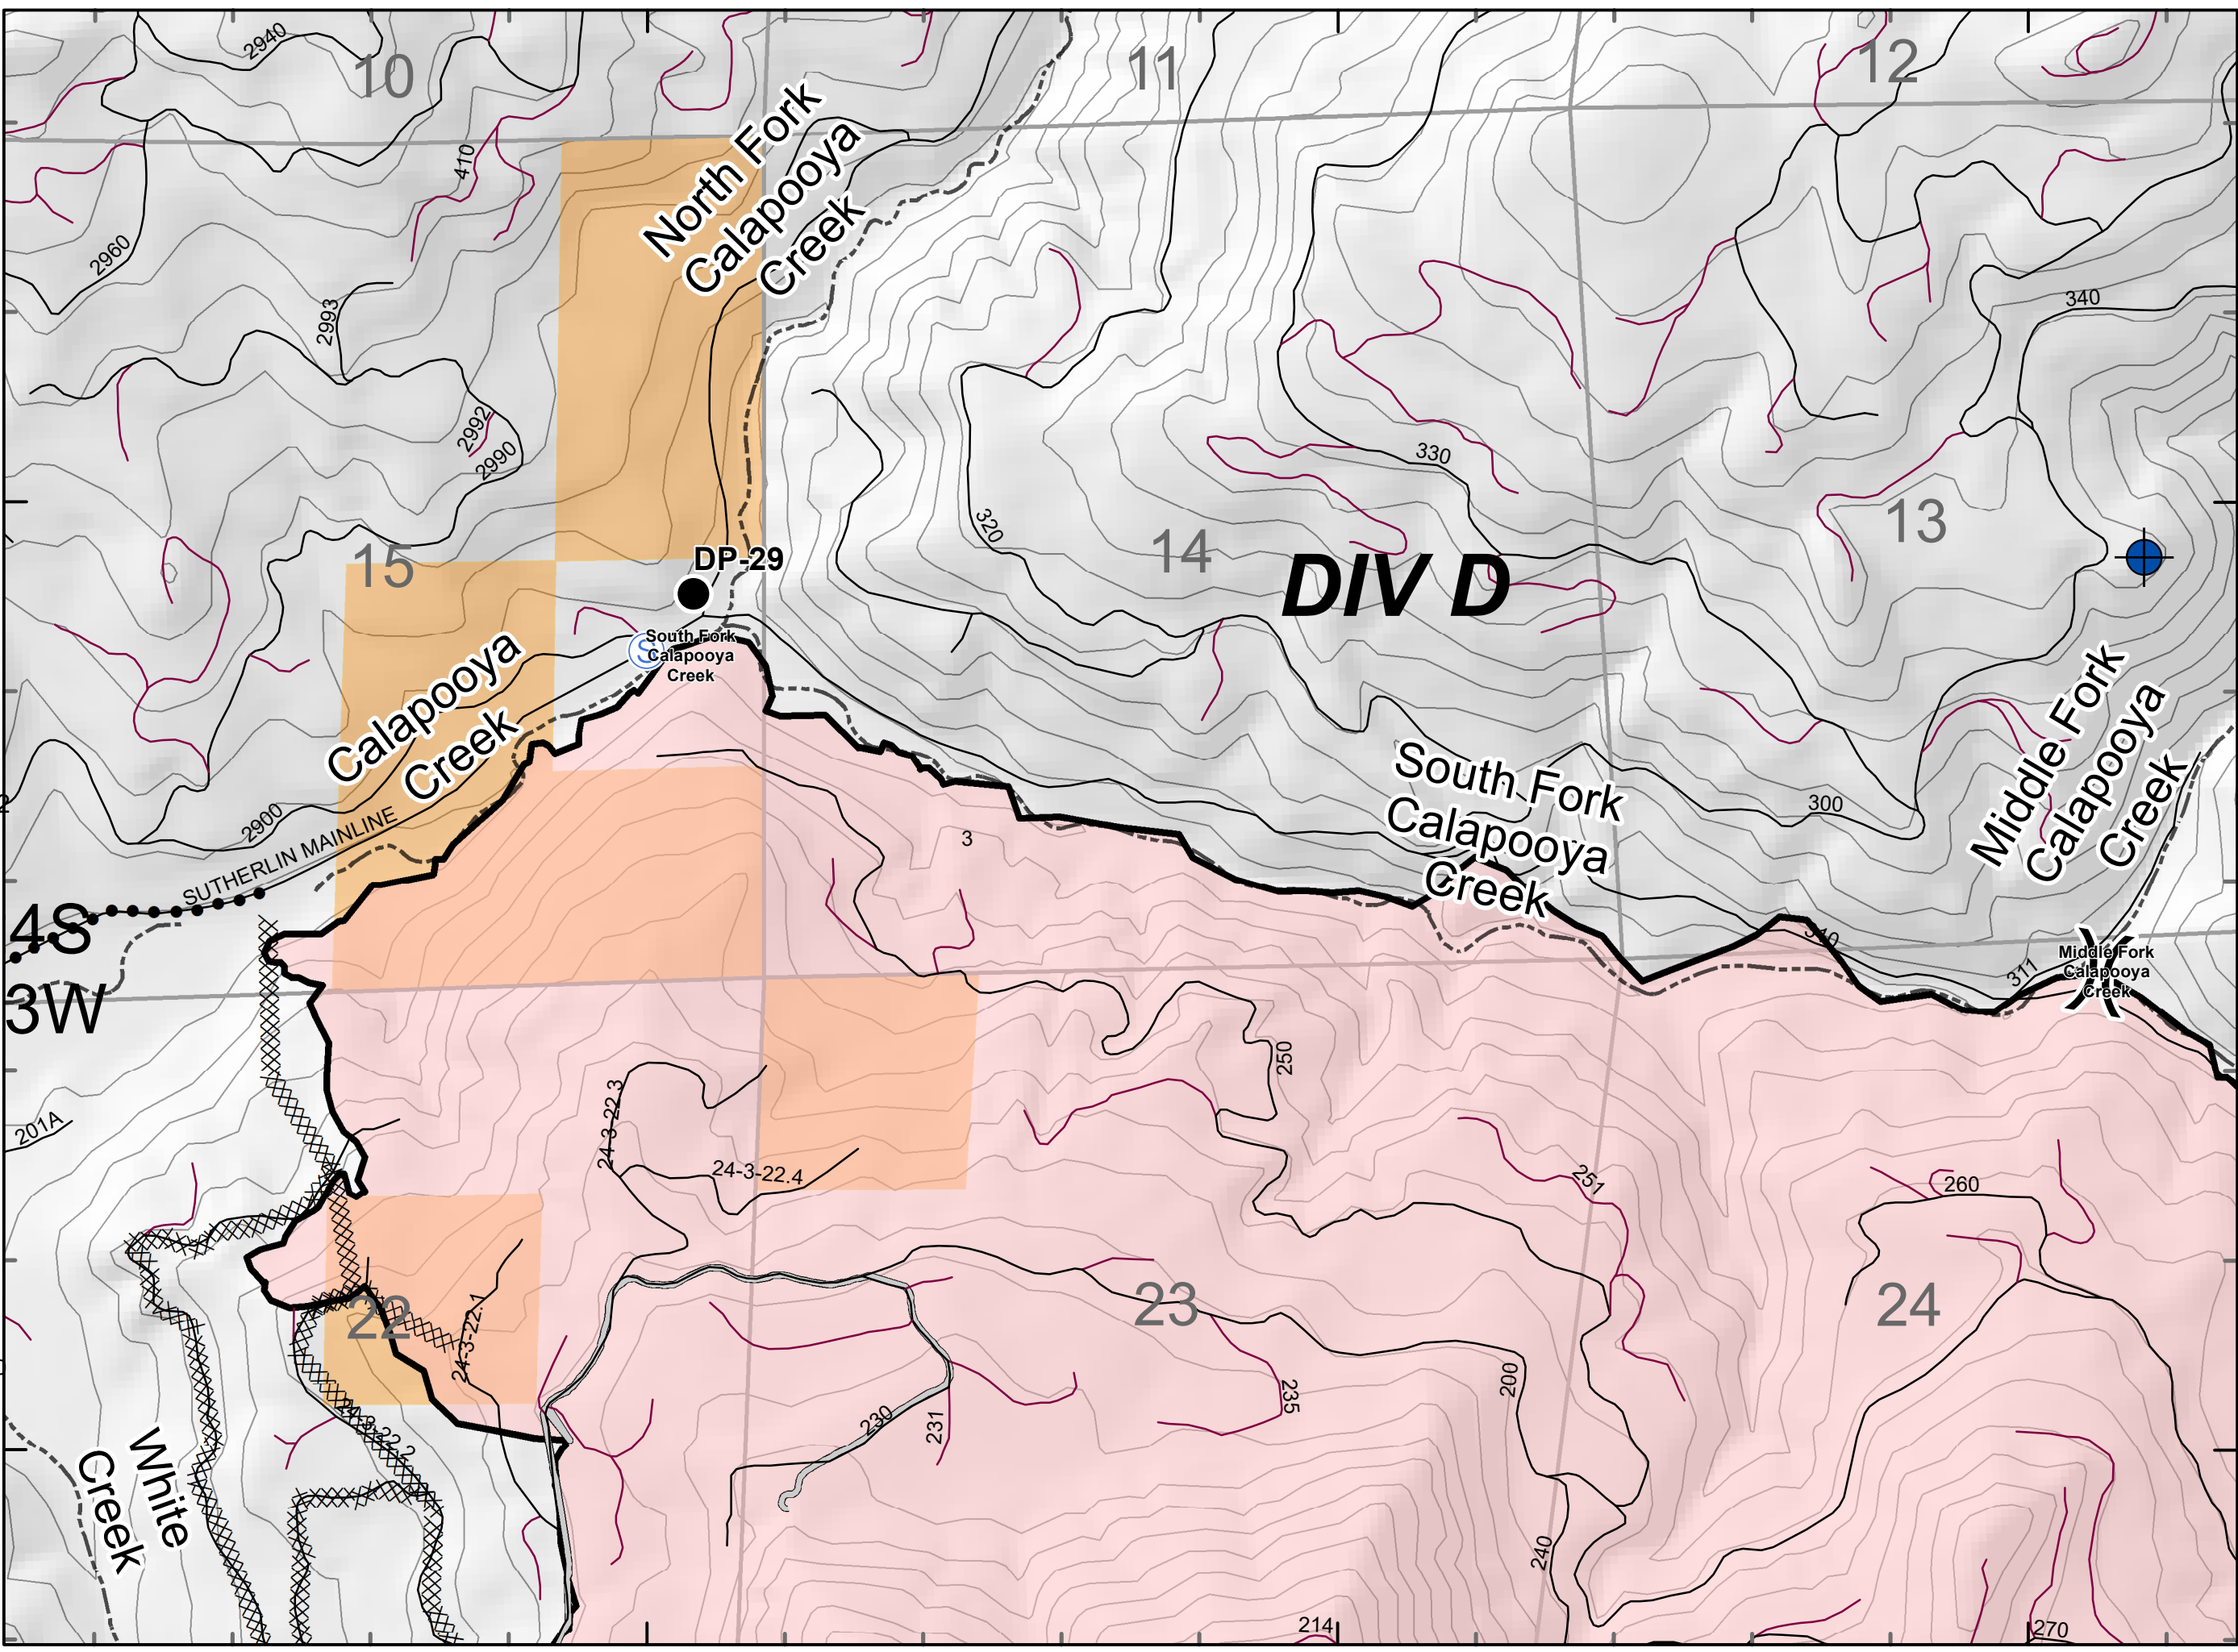 2940
10
11
12
410
North Fork
Calapooya
Creek
2960
2993
340
2992
2990
330
320
13
14
15
DP-29
DIV D
S
South Fork
Calapooya
Creek
Calapooya
Creek
Middle Fork
Calapooya
Creek
South Fork
Calapooya
Creek
2900
300
SUTHERLIN MAINLINE
3
4S
3W
310
311
Middle Fork
Calapooya
Creek
250
201A
24-3-22.3
24-3-22.4
251
260
22
23
24
24-3-22.1
200
235
230
231
24-3-22.2
White
Creek
240
214
270